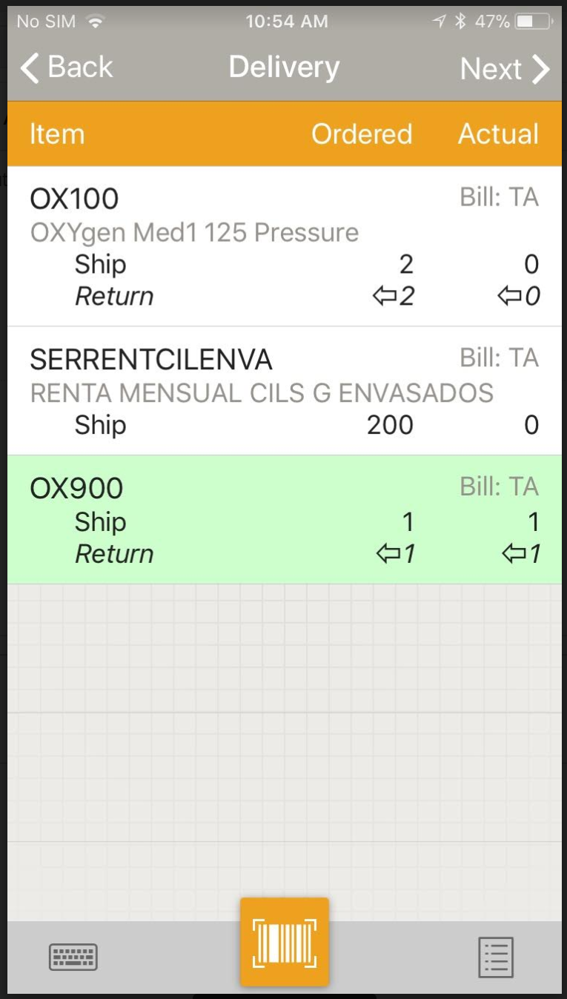 No SIM 10:54 AM 47%
Back Delivery Next
Item Ordered Actual
OX100 Bill: TA
OXYgen Med1 125 Pressure
Ship 2 0
Return ⇦2 ⇦0
SERRENTCILENVA Bill: TA
RENTA MENSUAL CILS G ENVASADOS
Ship 200 0
OX900 Bill: TA
Ship 1 1
Return ⇦1 ⇦1